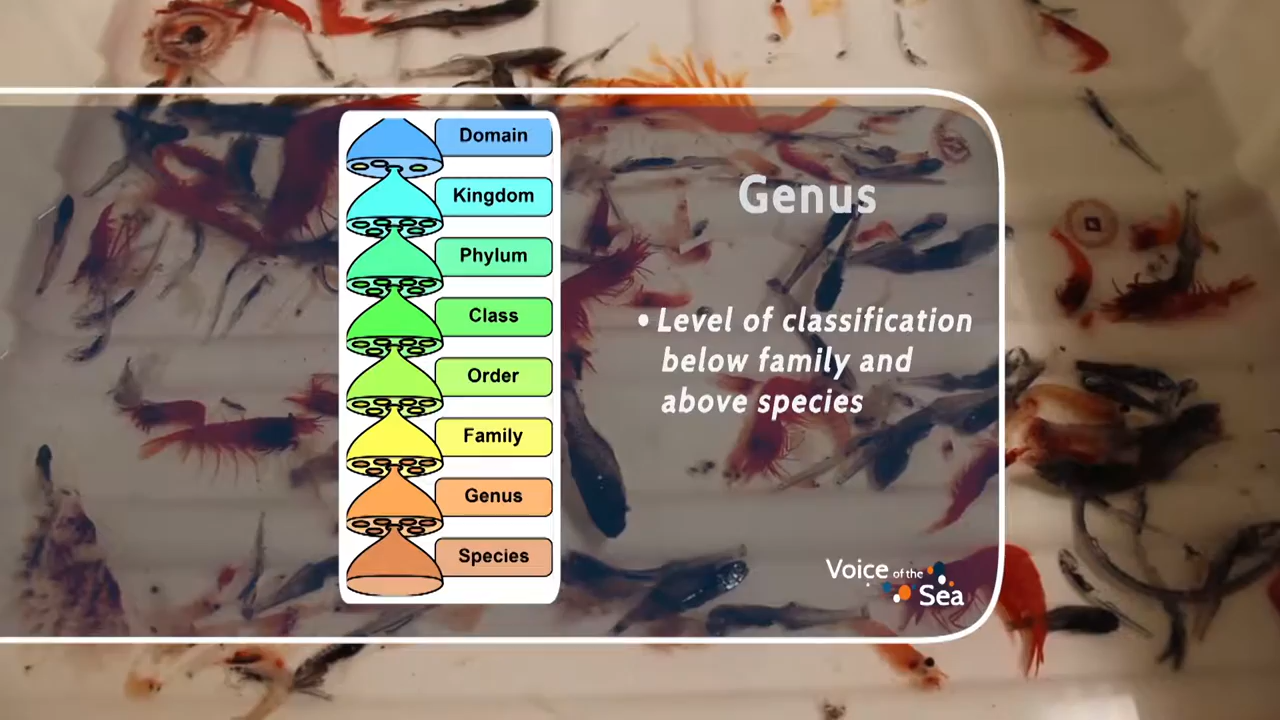 Domain
Kingdom
Phylum
Class
Order
Family
Genus
Species
Genus
• Level of classification
below family and
above species
Voice of the
Sea